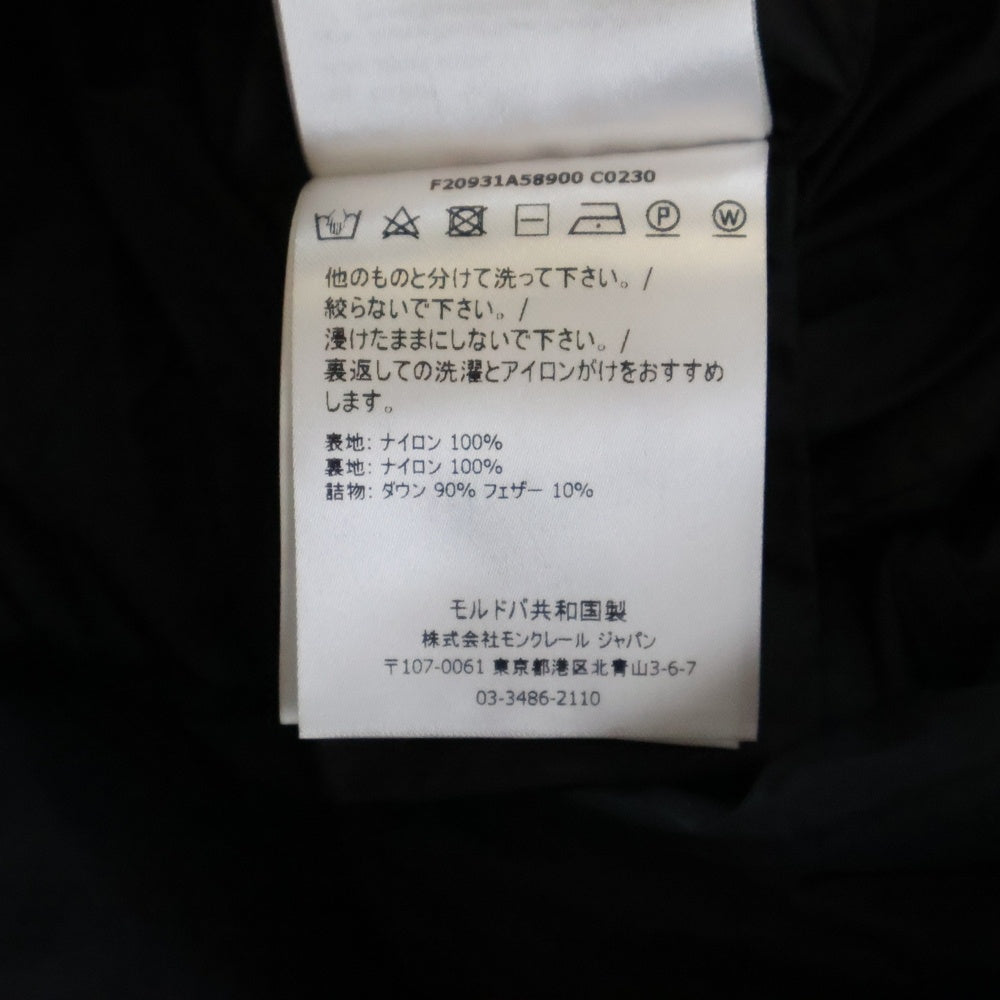 F20931A58900 C0230
P W
他のものと分けて洗って下さい。/
絞らないで下さい。/
浸けたままにしないで下さい。/
裏返しての洗濯とアイロンがけをおすすめ
します。
表地: ナイロン 100%
裏地: ナイロン 100%
詰物: ダウン 90% フェザー 10%
モルドバ共和国製
株式会社モンクレール ジャパン
〒107-0061 東京都港区北青山3-6-7
03-3486-2110